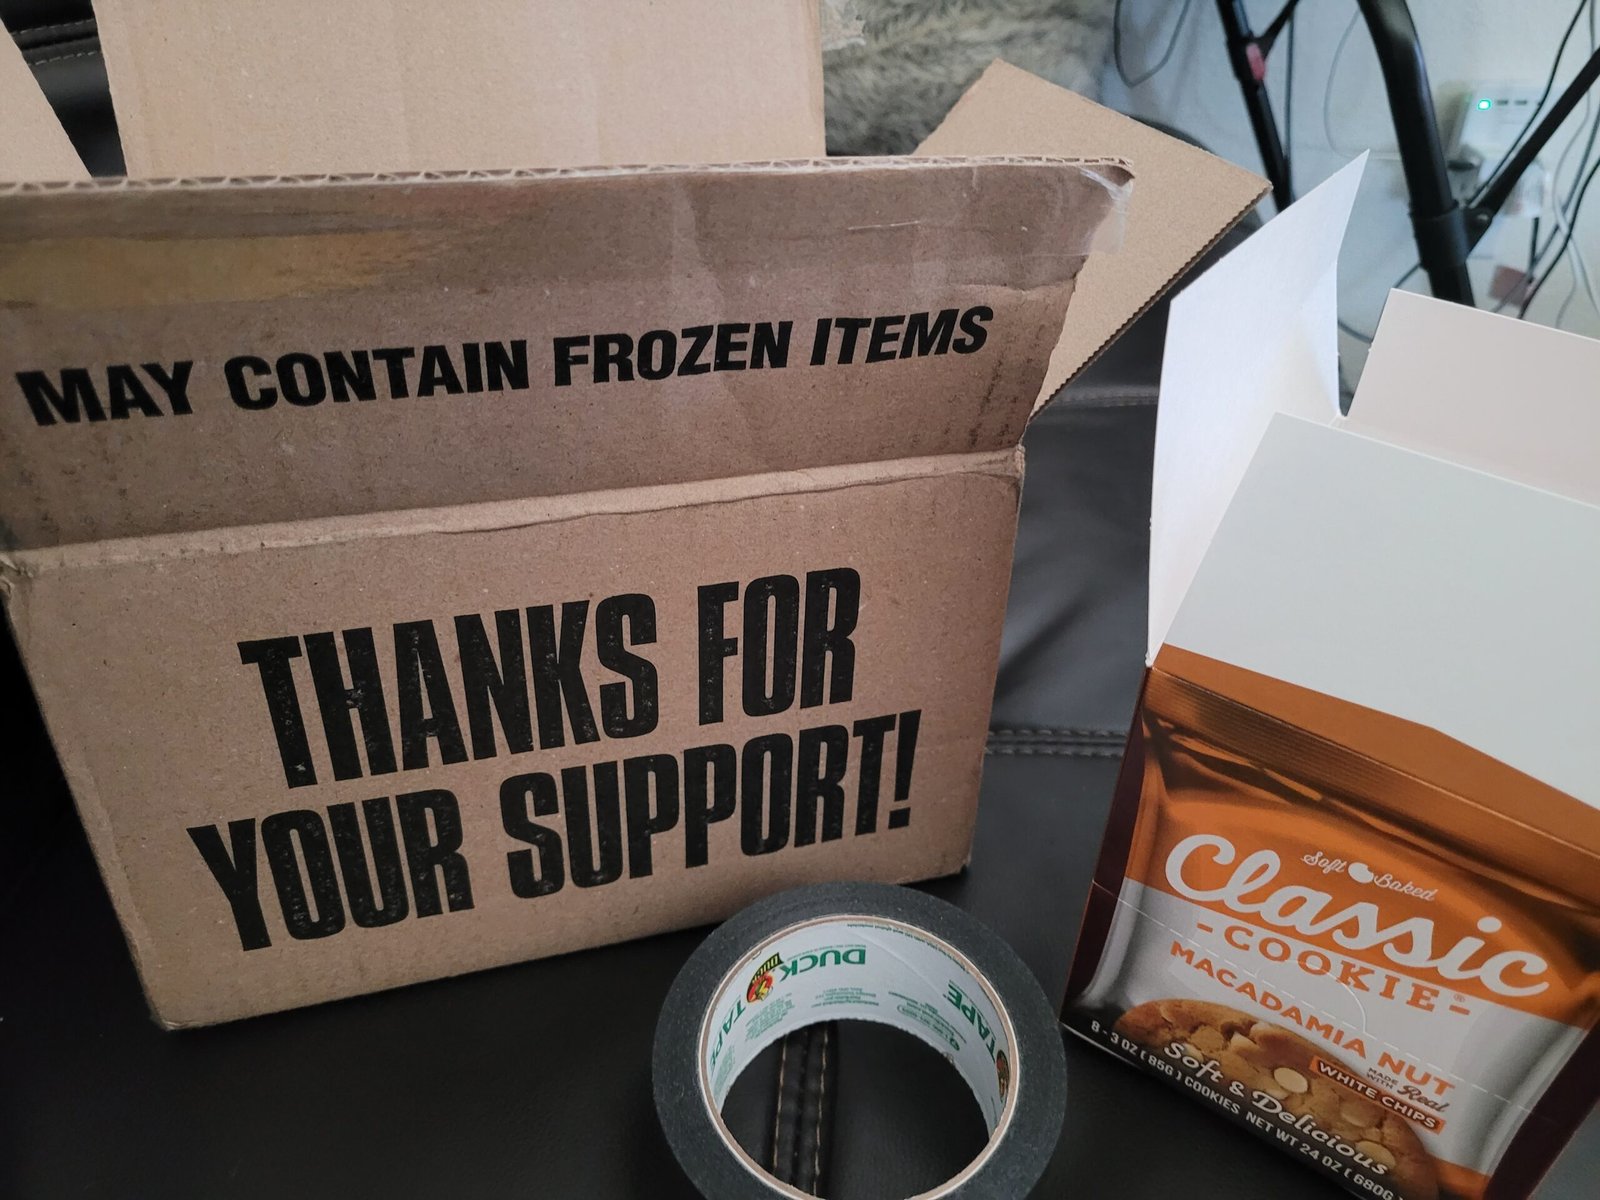 MAY CONTAIN FROZEN ITEMS
THANKS FOR
YOUR SUPPORT!
DUCK
TAPE
TAPE
Soft Baked
Classic
-COOKIE®-
MACADAMIA NUT
MADE WITH Real
WHITE CHIPS
Soft & Delicious
8 - 3 OZ (85G) COOKIES NET WT 24 OZ (680G